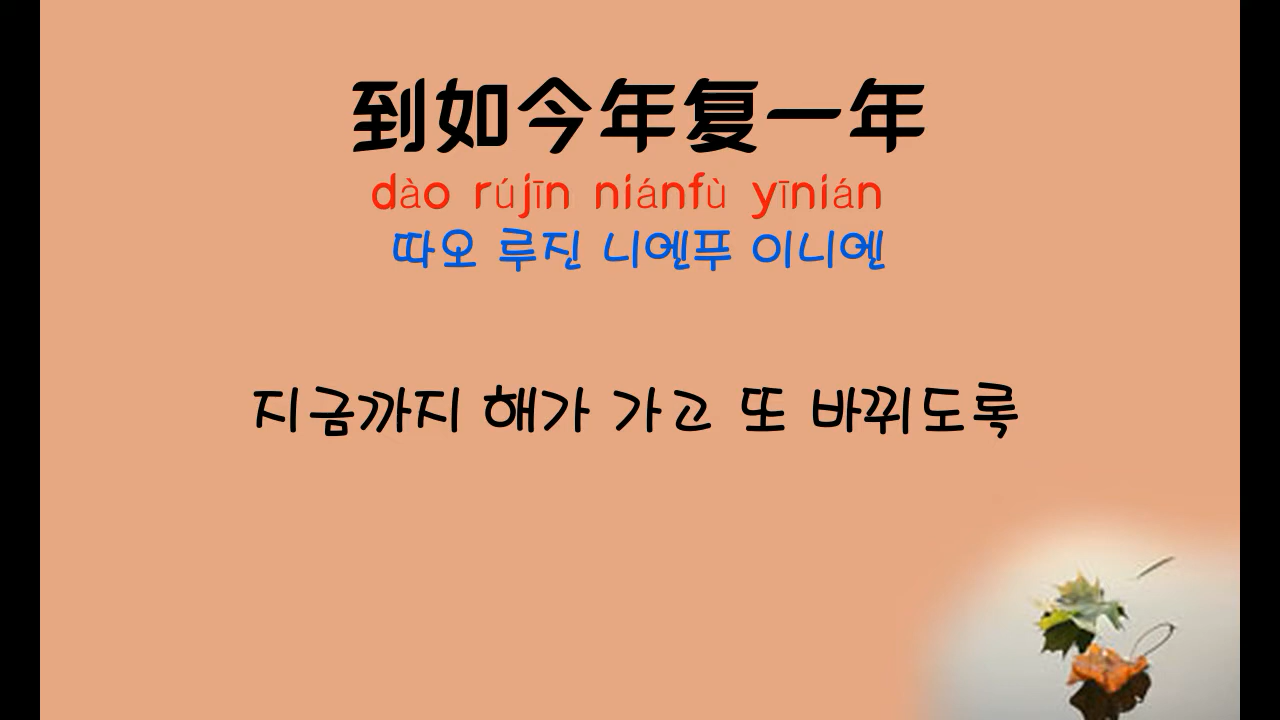 到如今年复一年
dào rújīn niánfù yīnián
따오 루진 니엔푸 이니엔
지금까지 해가 가고 또 바뀌도록